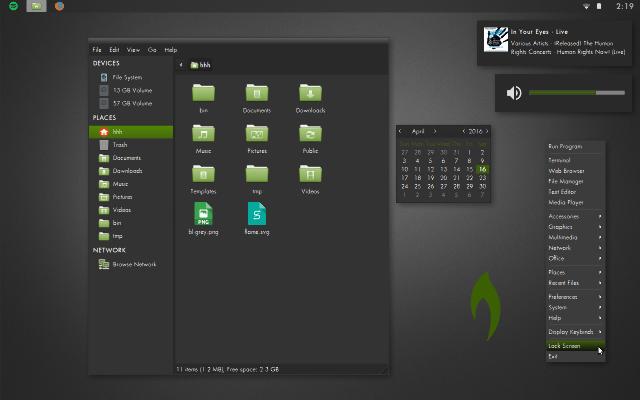 2:19
In Your Eyes - Live
Various Artists - ¡Released! The Human
Rights Concerts - Human Rights Now! (Live)
File Edit View Go Help
DEVICES
File System
13 GB Volume
57 GB Volume
PLACES
hhh
Trash
Documents
Downloads
Music
Pictures
Videos
bin
tmp
NETWORK
Browse Network
hhh
bin Documents Downloads
Music Pictures Public
Templates tmp Videos
PNG
S
bl-grey.png flame.svg
11 items (1.2 MB), Free space: 2.3 GB
April 2016
27 28 29 30 31 1 2
3 4 5 6 7 8 9
10 11 12 13 14 15 16
17 18 19 20 21 22 23
24 25 26 27 28 29 30
1 2 3 4 5 6 7
Run Program
Terminal
Web Browser
File Manager
Text Editor
Media Player
Accessories
Graphics
Multimedia
Network
Office
Places
Recent Files
Preferences
System
Help
Display Keybinds
Lock Screen
Exit